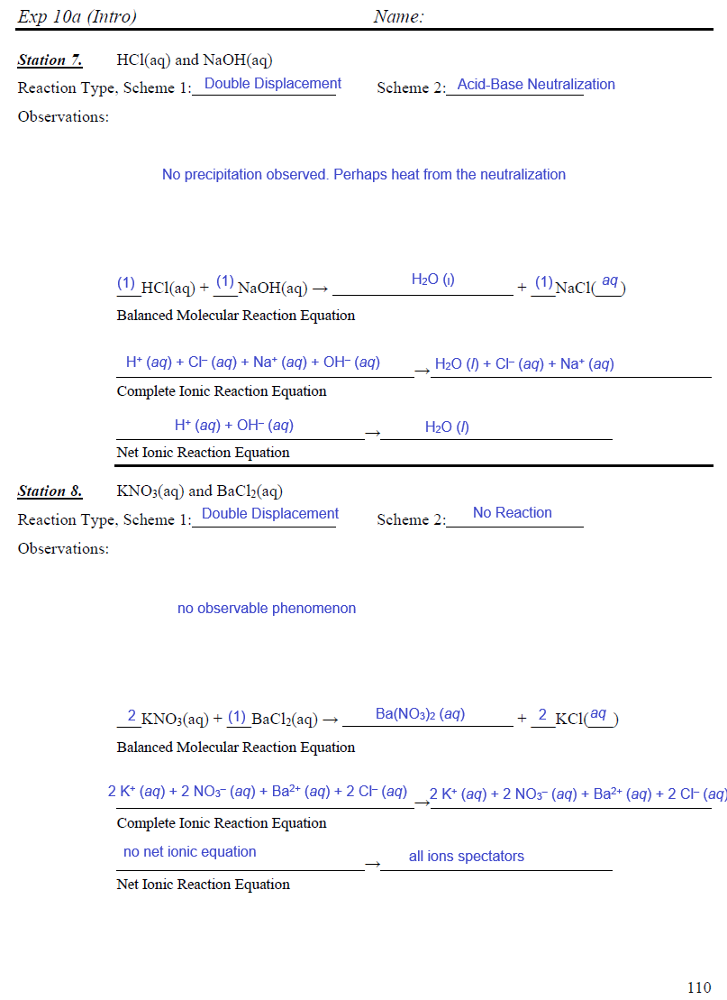 Exp 10a (Intro) Name:
Station 7. HCl(aq) and NaOH(aq)
Reaction Type, Scheme 1: Double Displacement Scheme 2: Acid-Base Neutralization
Observations:
No precipitation observed. Perhaps heat from the neutralization
(1) HCl(aq) + (1) NaOH(aq) → H₂O (l) + (1) NaCl( aq )
Balanced Molecular Reaction Equation
H⁺ (aq) + Cl⁻ (aq) + Na⁺ (aq) + OH⁻ (aq) → H₂O (l) + Cl⁻ (aq) + Na⁺ (aq)
Complete Ionic Reaction Equation
H⁺ (aq) + OH⁻ (aq) → H₂O (l)
Net Ionic Reaction Equation
Station 8. KNO₃(aq) and BaCl₂(aq)
Reaction Type, Scheme 1: Double Displacement Scheme 2: No Reaction
Observations:
no observable phenomenon
2 KNO₃(aq) + (1) BaCl₂(aq) → Ba(NO₃)₂ (aq) + 2 KCl( aq )
Balanced Molecular Reaction Equation
2 K⁺ (aq) + 2 NO₃⁻ (aq) + Ba²⁺ (aq) + 2 Cl⁻ (aq) → 2 K⁺ (aq) + 2 NO₃⁻ (aq) + Ba²⁺ (aq) + 2 Cl⁻ (aq)
Complete Ionic Reaction Equation
no net ionic equation → all ions spectators
Net Ionic Reaction Equation
110